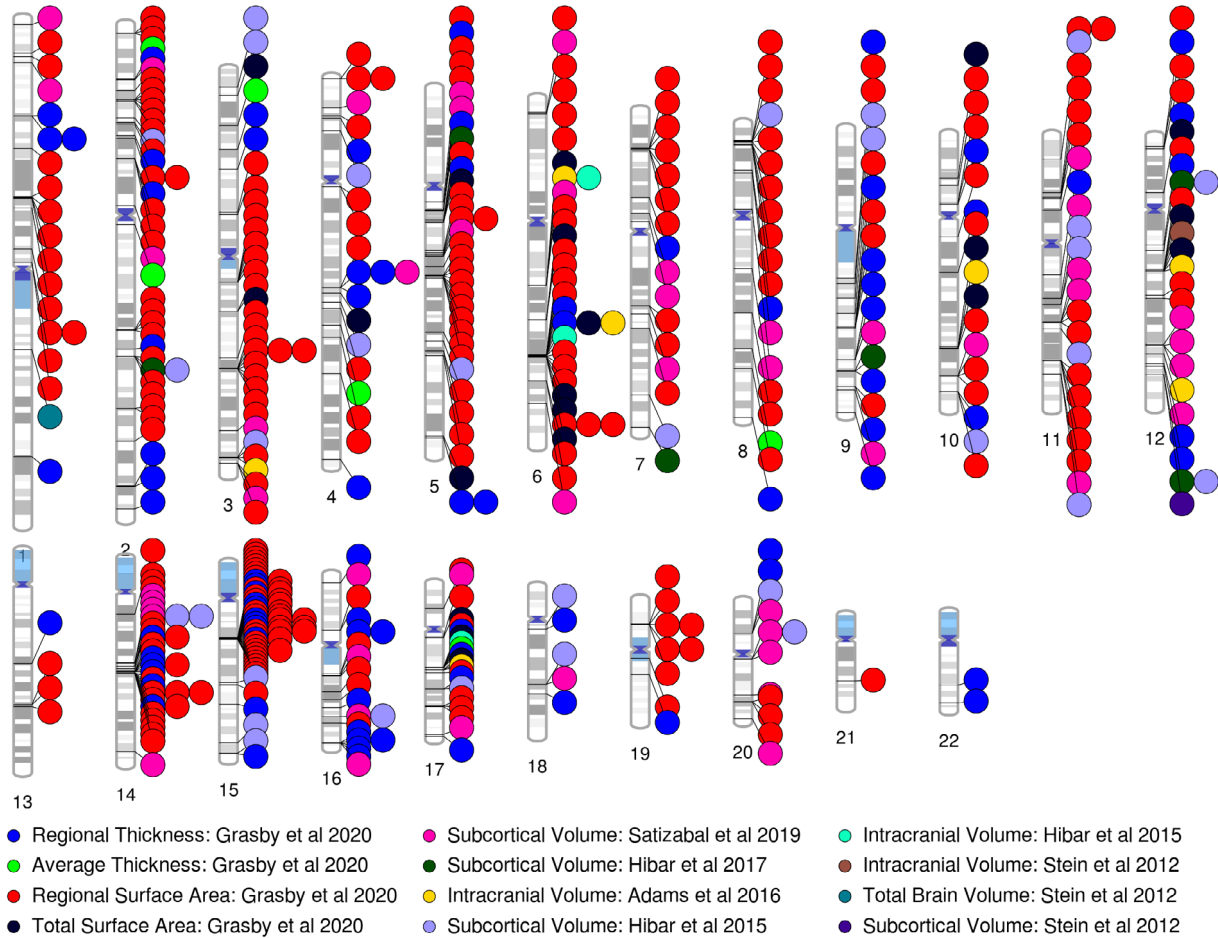 1
2
3
4
5
6
7
8
9
10
11
12
13
14
15
16
17
18
19
20
21
22
Regional Thickness: Grasby et al 2020
Average Thickness: Grasby et al 2020
Regional Surface Area: Grasby et al 2020
Total Surface Area: Grasby et al 2020
Subcortical Volume: Satizabal et al 2019
Subcortical Volume: Hibar et al 2017
Intracranial Volume: Adams et al 2016
Subcortical Volume: Hibar et al 2015
Intracranial Volume: Hibar et al 2015
Intracranial Volume: Stein et al 2012
Total Brain Volume: Stein et al 2012
Subcortical Volume: Stein et al 2012